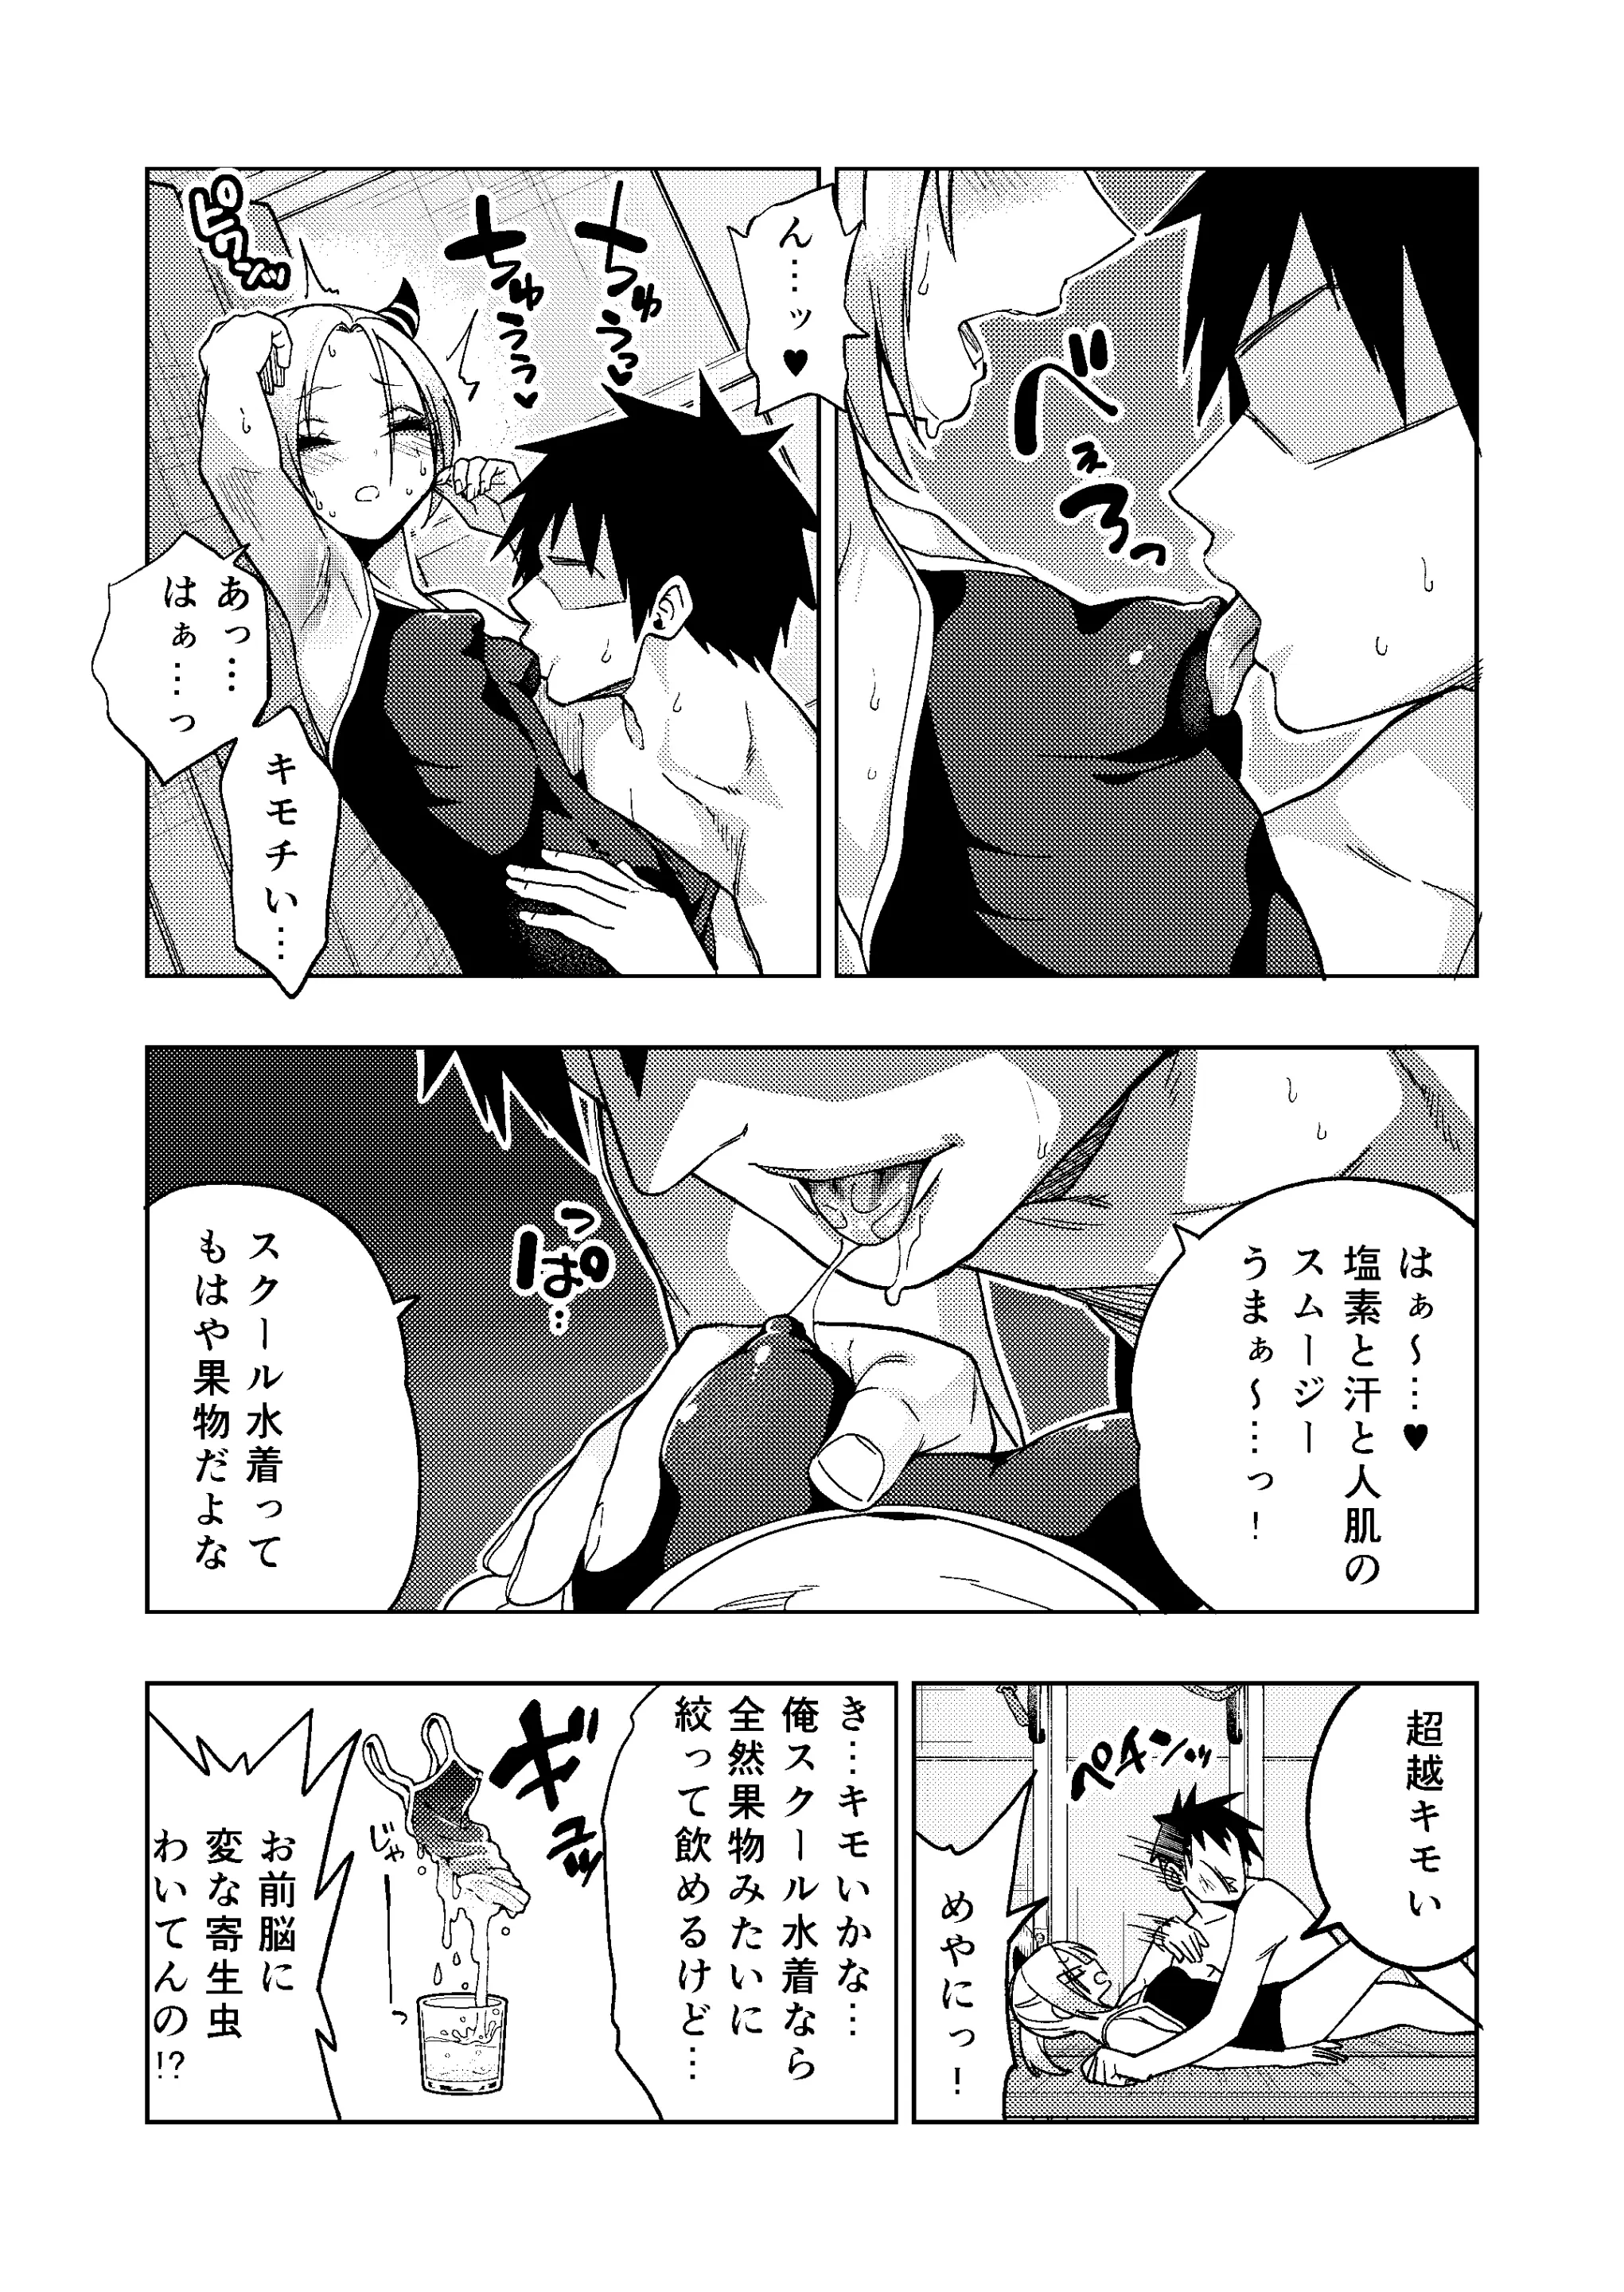 べぇろっ
ん…ッ♥
ちゅうっ♥
ちゅううぅ♥
ピクンッ
あっ…
はぁ…っ
キモチい…
はぁ～…♥
塩素と汗と人肌の
スムージー
うまぁ～…っ!
っぱ…
スクール水着って
もはや果物だよな
超越キモい
ペチンッ
めやにっ!
き…キモいかな…
俺スクール水着なら
全然果物みたいに
絞って飲めるけど…
ギュッ
じゃーっ
お前脳に
変な寄生虫
わいてんの!?